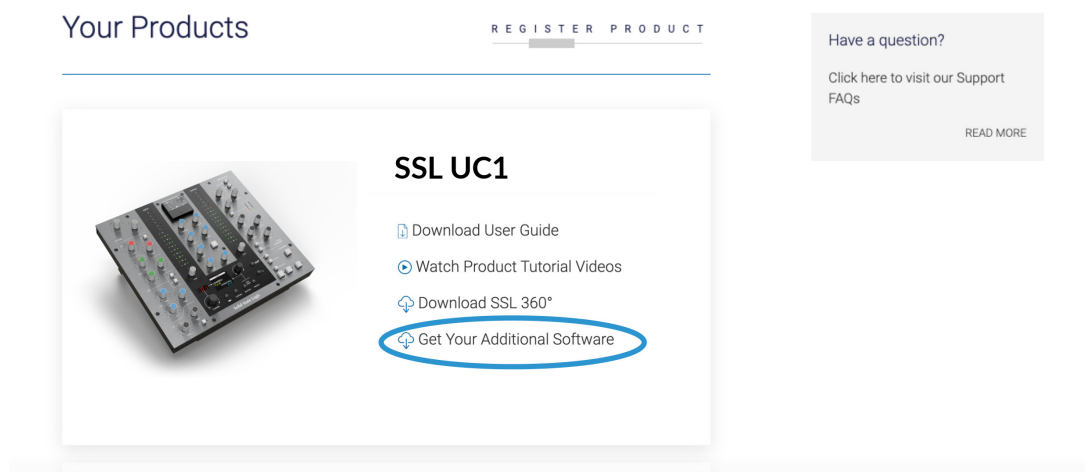 Your Products
REGISTER PRODUCT
Have a question?
Click here to visit our Support
FAQs
READ MORE
SSL UC1
Download User Guide
Watch Product Tutorial Videos
Download SSL 360°
Get Your Additional Software